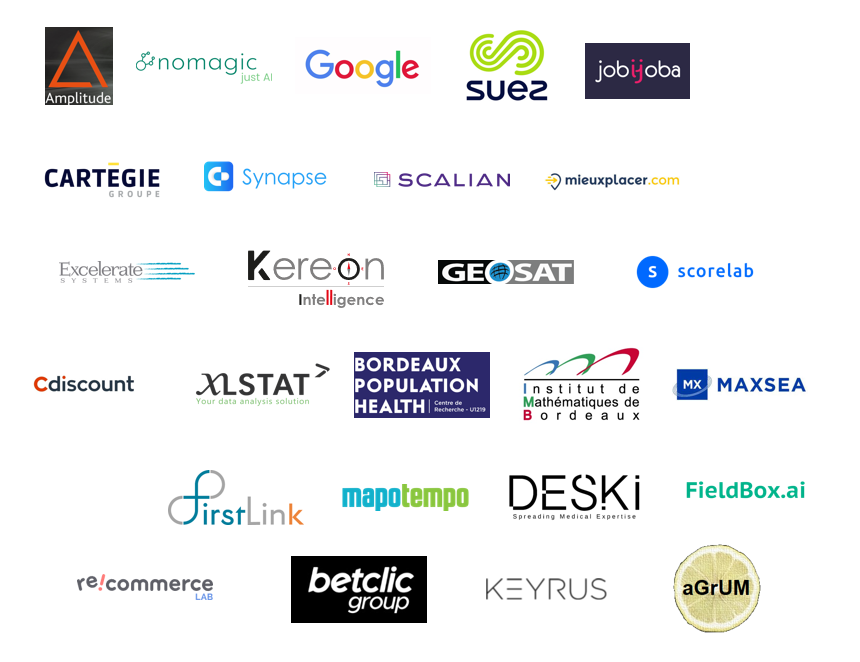 Amplitude
nomagic
just AI
Google
suez
jobijoba
CARTĒGIE
GROUPE
Synapse
SCALIAN
mieuxplacer.com
Excelerate
SYSTEMS
Kereon
Intelligence
GEOSAT
S scorelab
Cdiscount
XLSTAT
Your data analysis solution
BORDEAUX
POPULATION
HEALTH
Centre de
Recherche - U1219
Institut de
Mathématiques de
Bordeaux
MX MAXSEA
FirstLink
mapotempo
DESKi
Spreading Medical Expertise
FieldBox.ai
re!commerce
LAB
betclic
group
KEYRUS
aGrUM